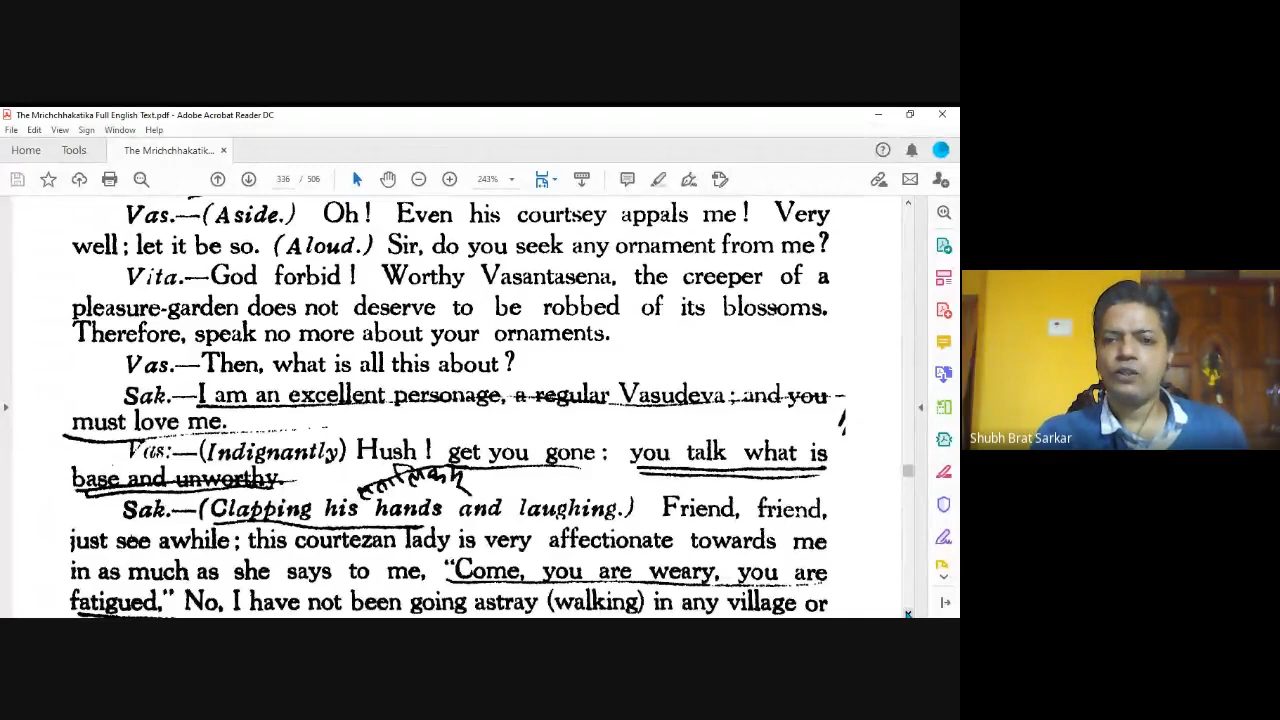 The Mrichchhakatika Full English Text.pdf - Adobe Acrobat Reader DC
File Edit View Sign Window Help
Home Tools The Mrichchhakatik... ×
336 / 506 243%
Vas.—(Aside.) Oh! Even his courtsey appals me! Very
well; let it be so. (Aloud.) Sir, do you seek any ornament from me?
Vita.—God forbid! Worthy Vasantasena, the creeper of a
pleasure-garden does not deserve to be robbed of its blossoms.
Therefore, speak no more about your ornaments.
Vas.—Then, what is all this about?
Sak.—I am an excellent personage, a regular Vasudeva; and you
must love me.
Vas:—(Indignantly) Hush! get you gone: you talk what is
base and unworthy.
Sak.—(Clapping his hands and laughing.) Friend, friend,
just see awhile; this courtezan lady is very affectionate towards me
in as much as she says to me, "Come, you are weary, you are
fatigued." No, I have not been going astray (walking) in any village or
Shubh Brat Sarkar